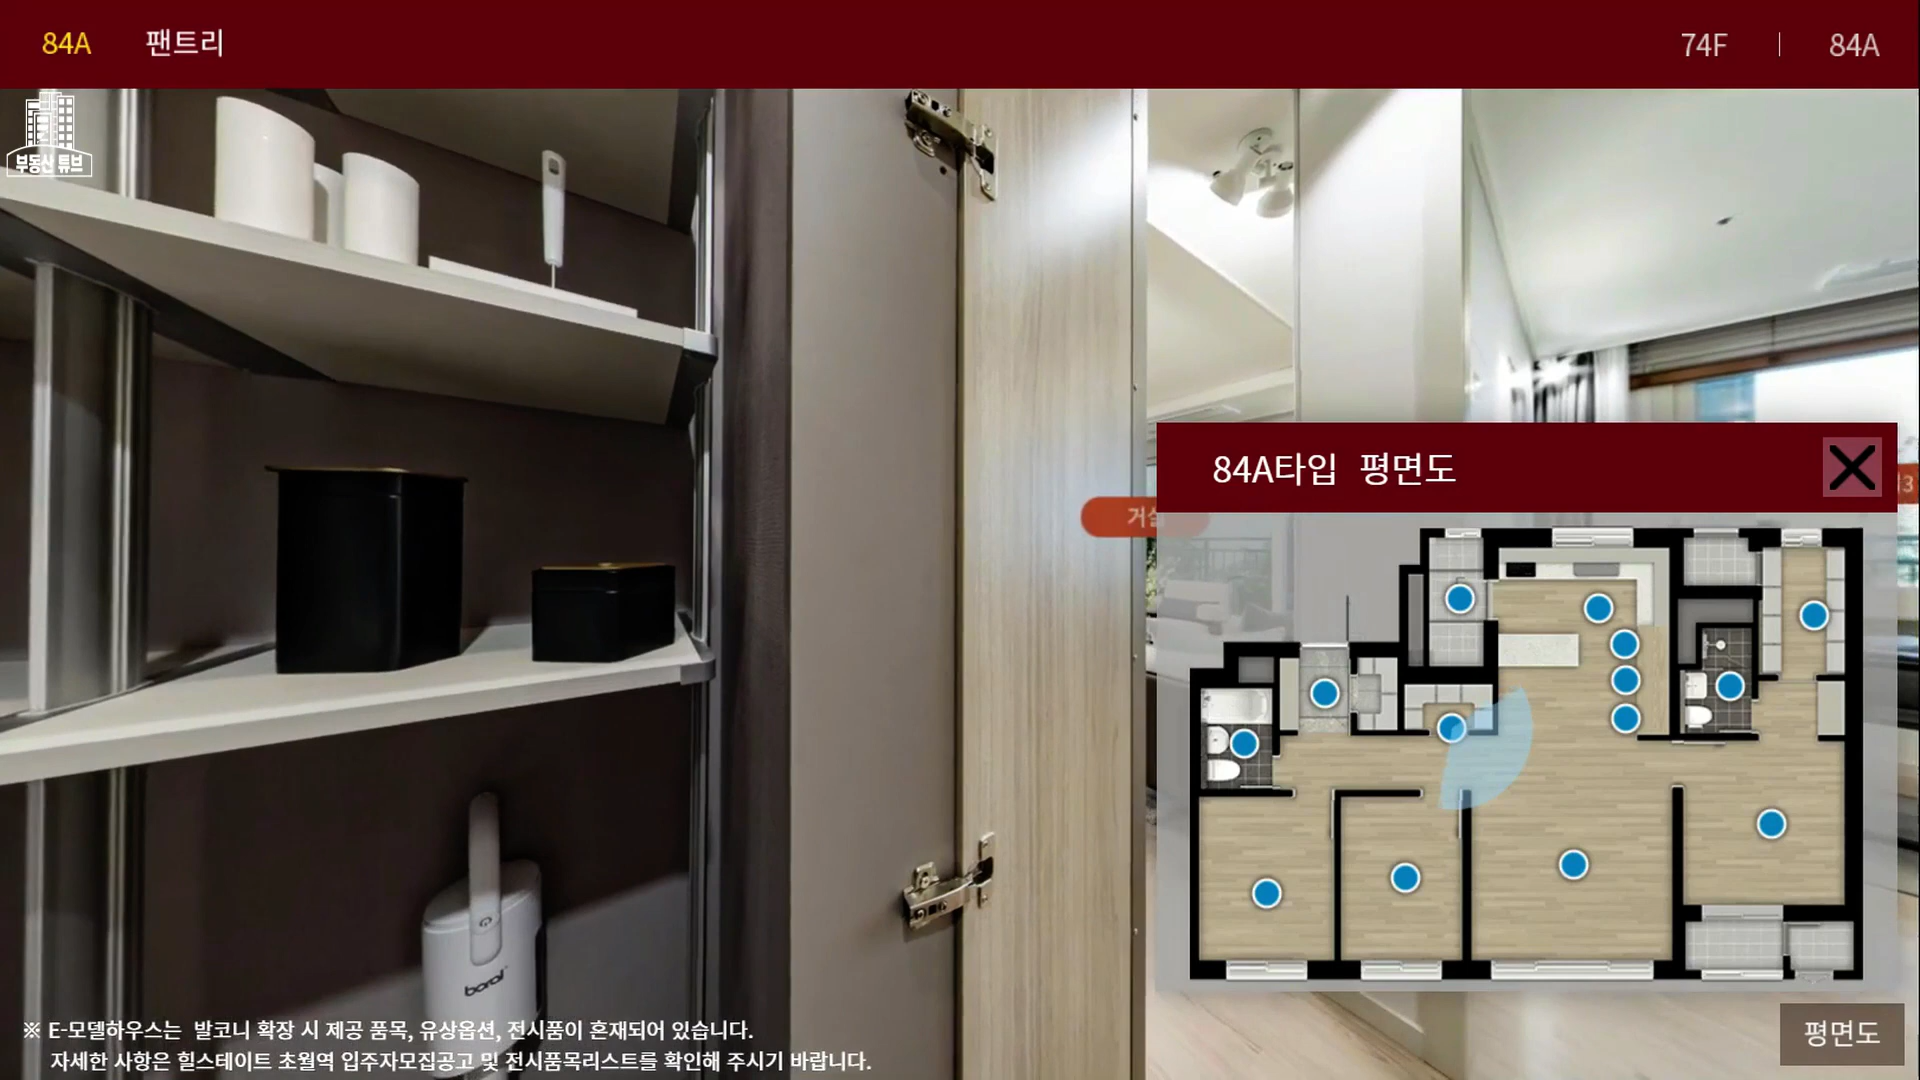 84A 팬트리
74F | 84A
부동산 튜브
84A타입 평면도
거실
boral
※ E-모델하우스는 발코니 확장 시 제공 품목, 유상옵션, 전시품이 혼재되어 있습니다.
자세한 사항은 힐스테이트 초월역 입주자모집공고 및 전시품목리스트를 확인해 주시기 바랍니다.
평면도